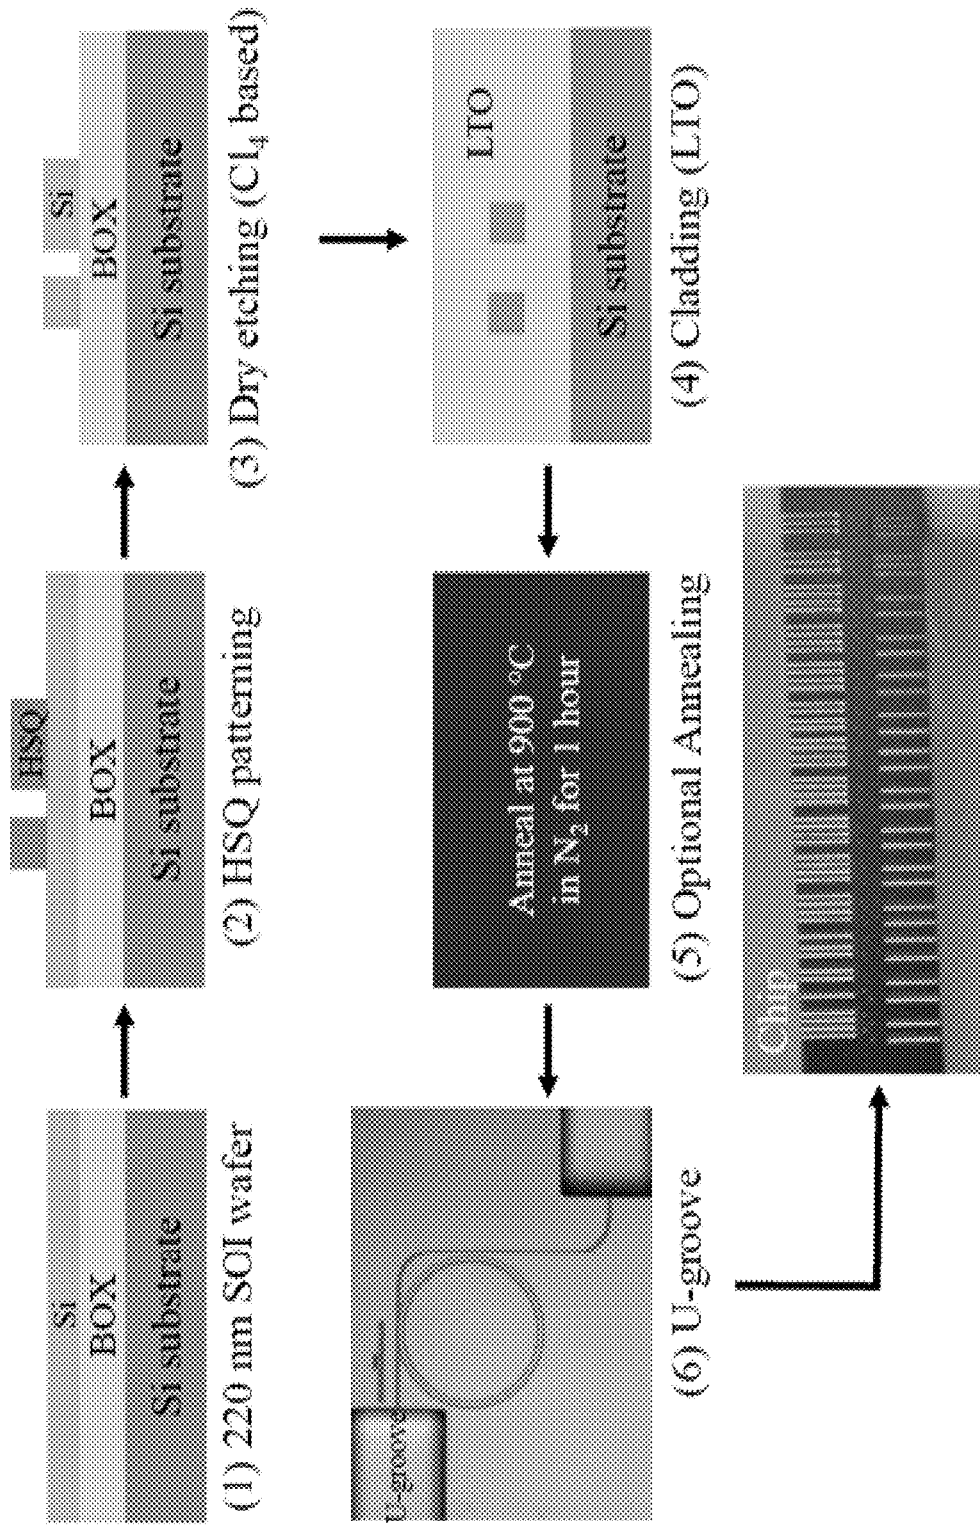 Si
BOX
Si substrate
(1) 220 nm SOI wafer
HSQ
BOX
Si substrate
(2) HSQ patterning
Si
BOX
Si substrate
(3) Dry etching (Cl₄ based)
LTO
Si substrate
(4) Cladding (LTO)
Anneal at 900 °C
in N₂ for 1 hour
(5) Optional Annealing
U-groove
(6) U-groove
Chip